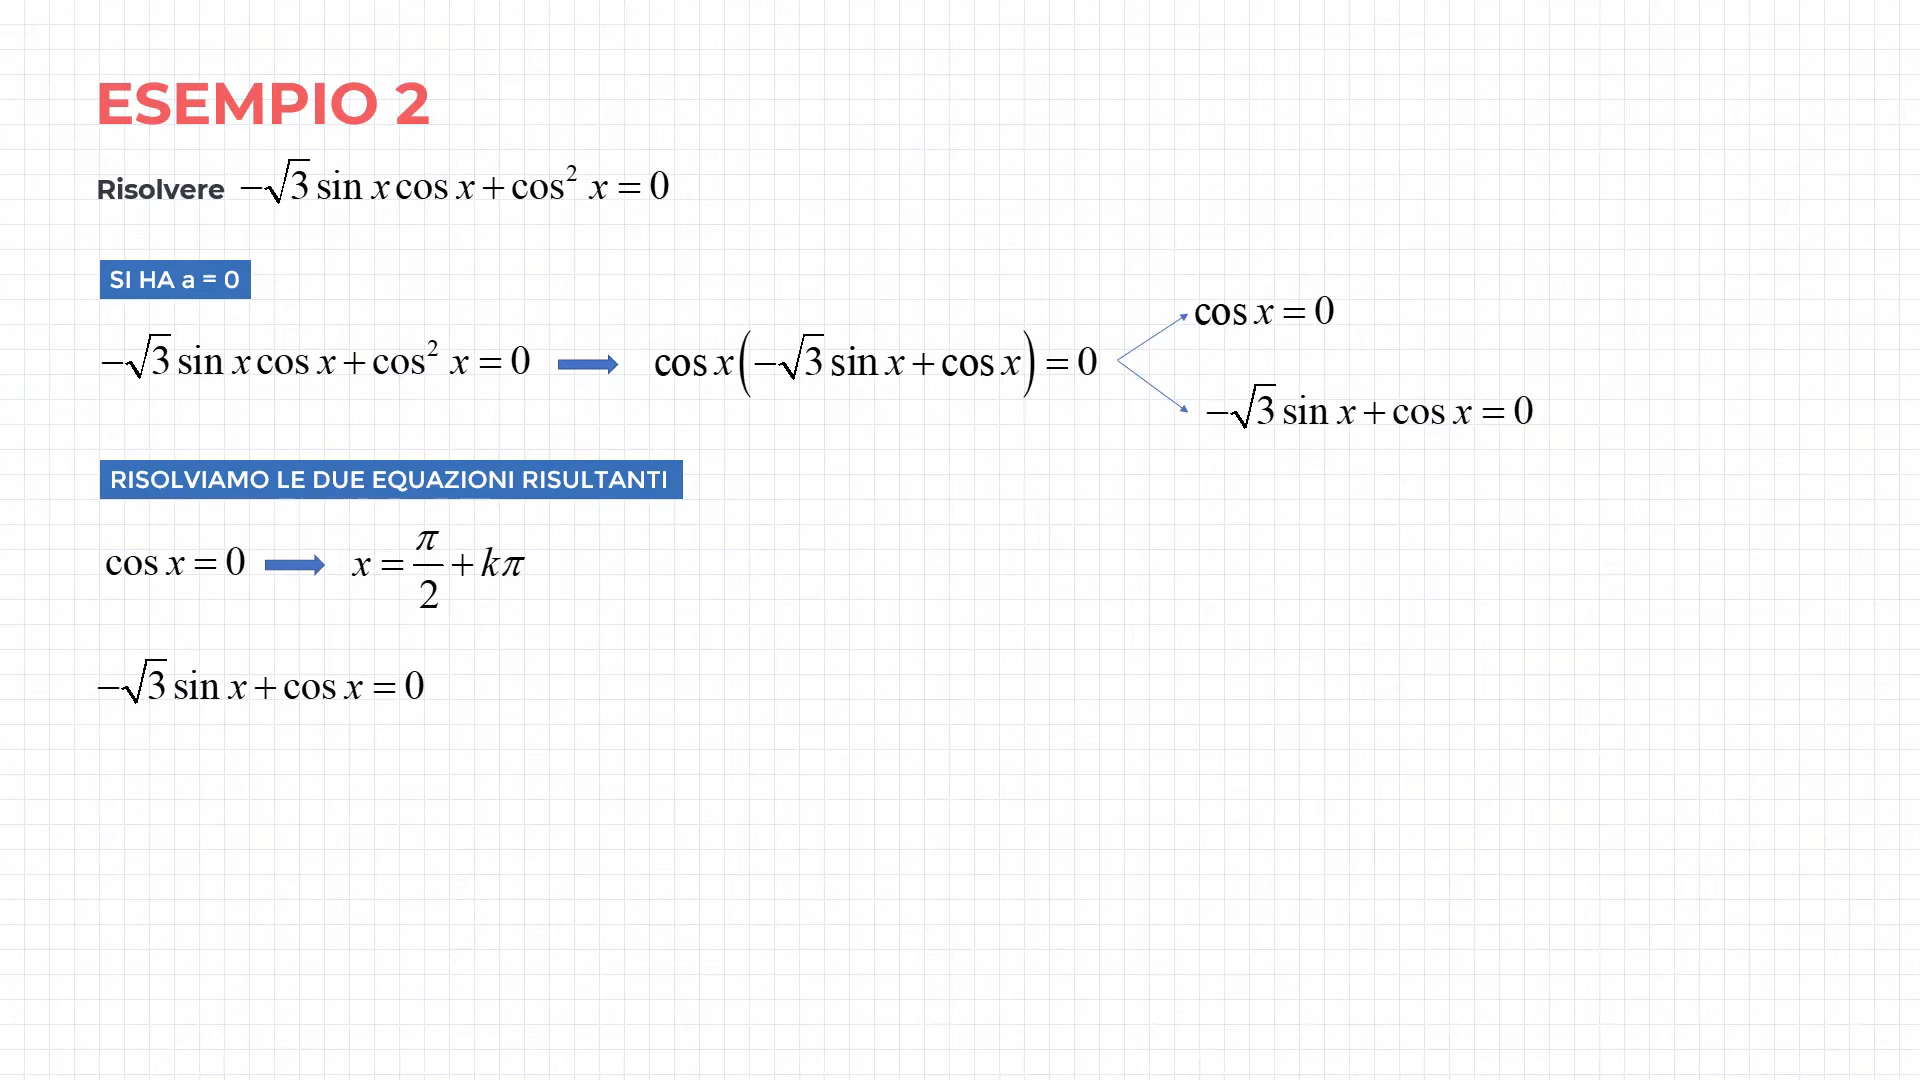 ESEMPIO 2
Risolvere −√3 sin x cos x + cos² x = 0
SI HA a = 0
cos x = 0
−√3 sin x cos x + cos² x = 0 cos x(−√3 sin x + cos x) = 0
−√3 sin x + cos x = 0
RISOLVIAMO LE DUE EQUAZIONI RISULTANTI
cos x = 0 x = π/2 + kπ
−√3 sin x + cos x = 0